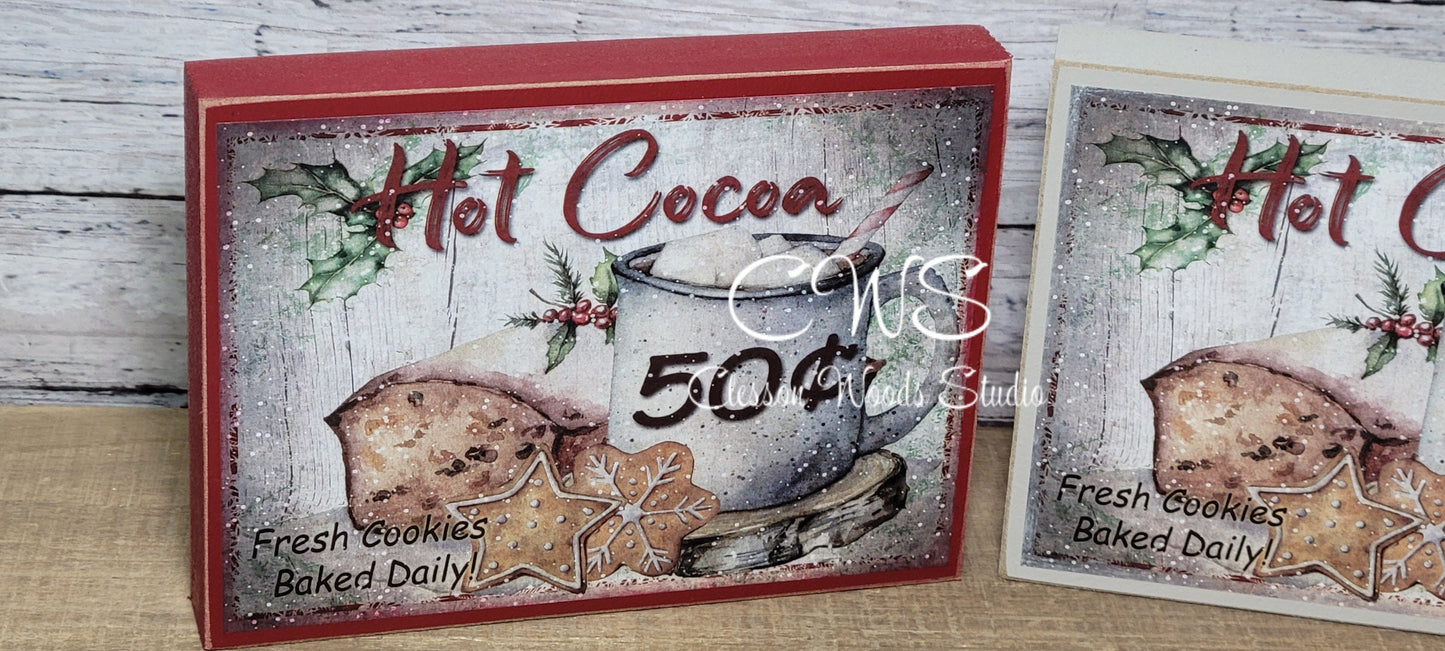 Hot Cocoa
50¢
Fresh Cookies
Baked Daily!
CWS
Clesson Woods Studio
Hot C
Fresh Cookies
Baked Daily!